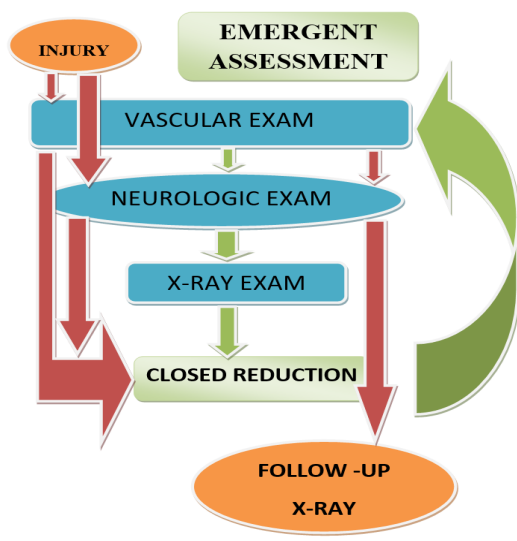 INJURY
EMERGENT
ASSESSMENT
VASCULAR EXAM
NEUROLOGIC EXAM
X-RAY EXAM
CLOSED REDUCTION
FOLLOW -UP
X-RAY